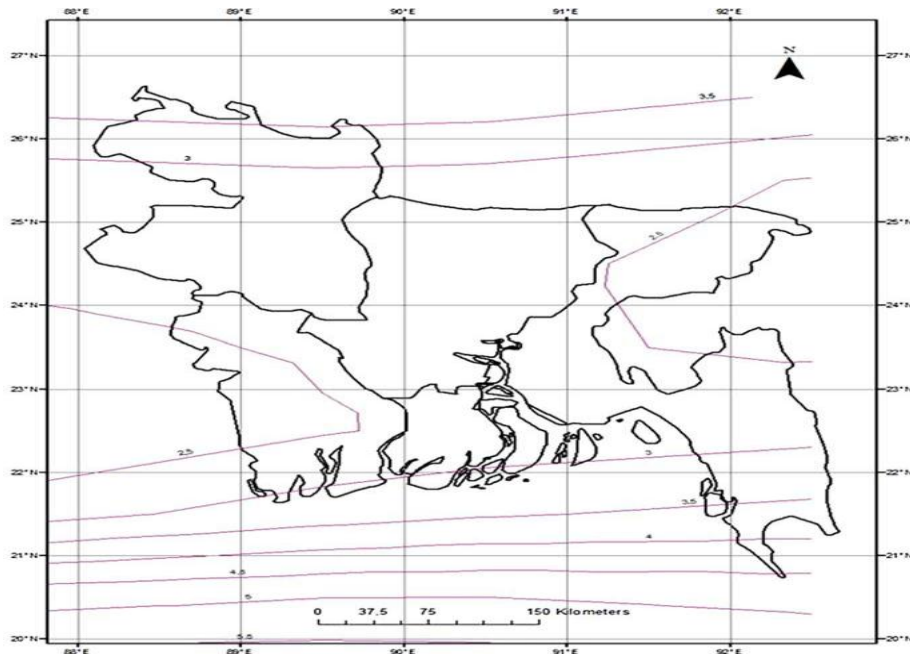 88°E 89°E 90°E 91°E 92°E
N
27°N 27°N
3.5
26°N 26°N
3
25°N 25°N
2.5
24°N 24°N
23°N 23°N
2.5 3
22°N 22°N
3.5
4
21°N 21°N
4.5
5
0 37.5 75 150 Kilometers
20°N 20°N
5.5
88°E 89°E 90°E 91°E 92°E